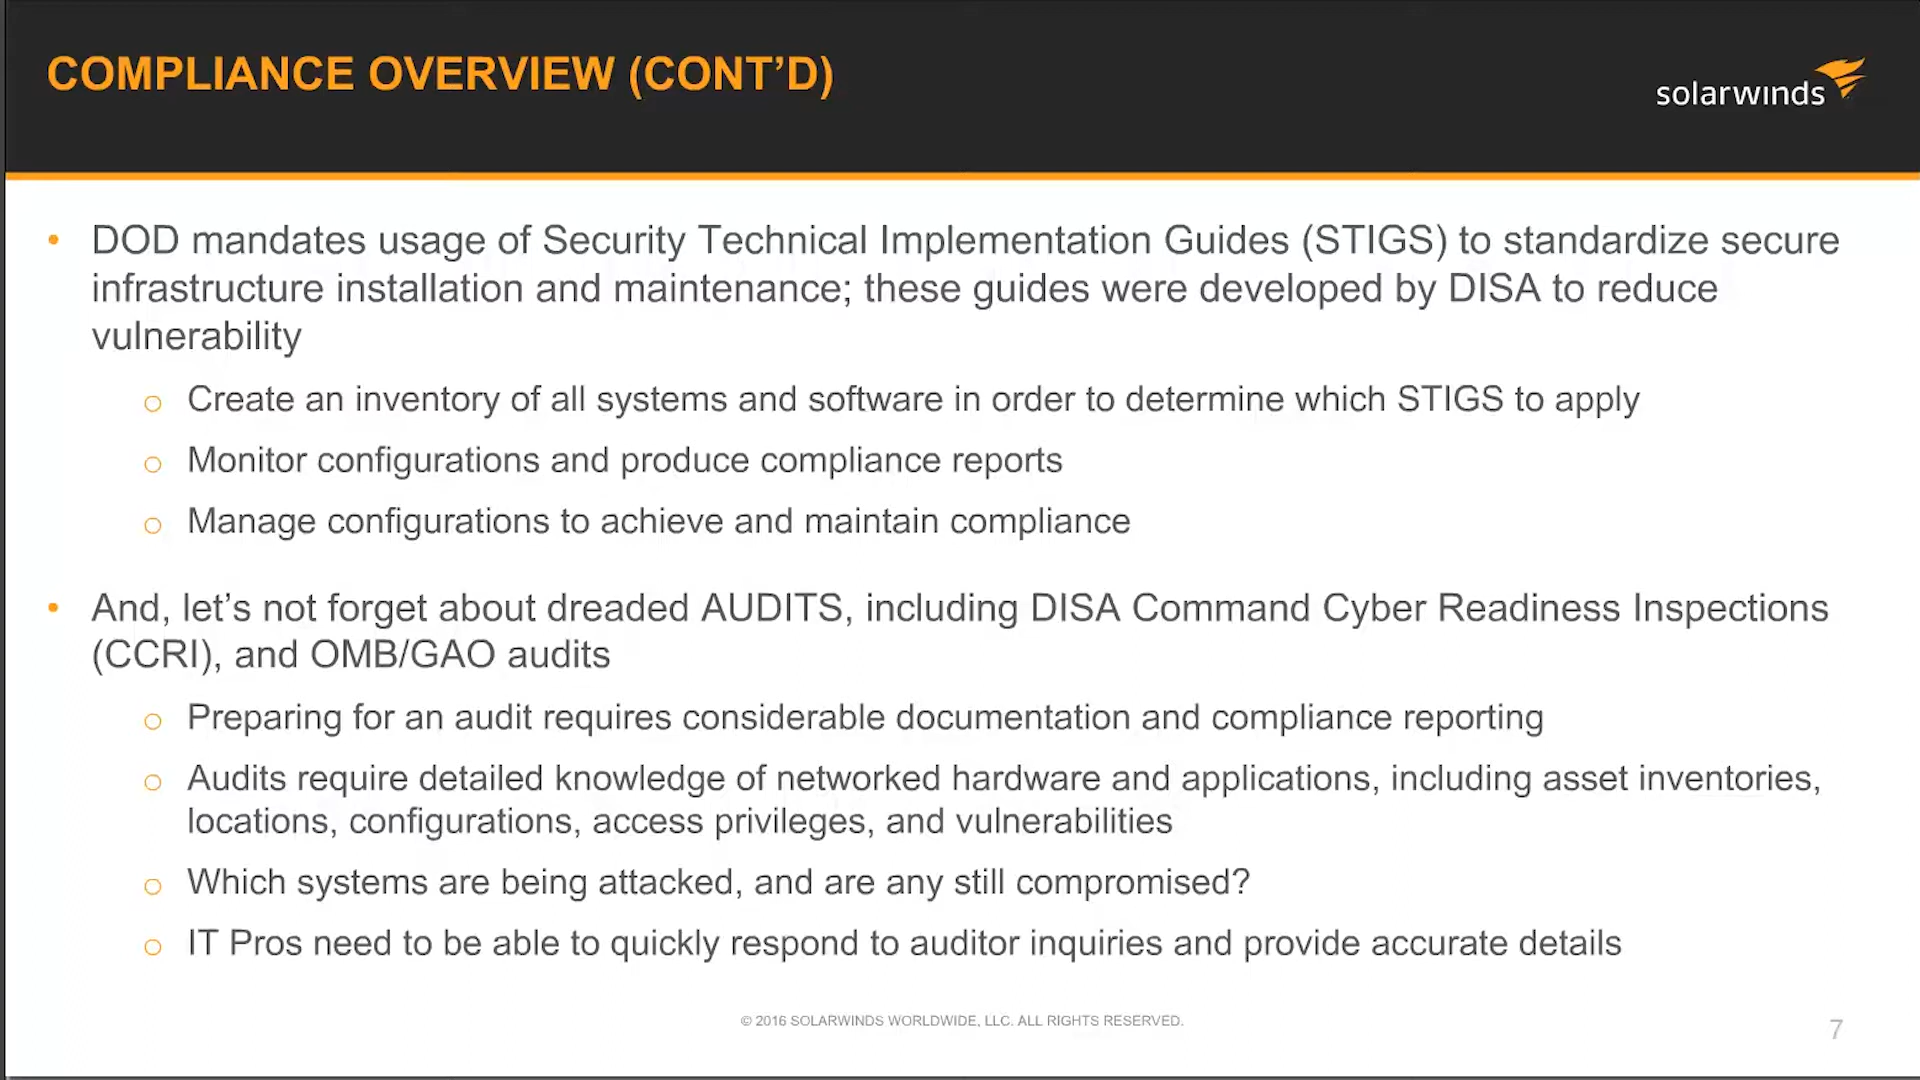 COMPLIANCE OVERVIEW (CONT’D)
solarwinds
• DOD mandates usage of Security Technical Implementation Guides (STIGS) to standardize secure
infrastructure installation and maintenance; these guides were developed by DISA to reduce
vulnerability
o Create an inventory of all systems and software in order to determine which STIGS to apply
o Monitor configurations and produce compliance reports
o Manage configurations to achieve and maintain compliance
• And, let’s not forget about dreaded AUDITS, including DISA Command Cyber Readiness Inspections
(CCRI), and OMB/GAO audits
o Preparing for an audit requires considerable documentation and compliance reporting
o Audits require detailed knowledge of networked hardware and applications, including asset inventories,
locations, configurations, access privileges, and vulnerabilities
o Which systems are being attacked, and are any still compromised?
o IT Pros need to be able to quickly respond to auditor inquiries and provide accurate details
© 2016 SOLARWINDS WORLDWIDE, LLC. ALL RIGHTS RESERVED.
7